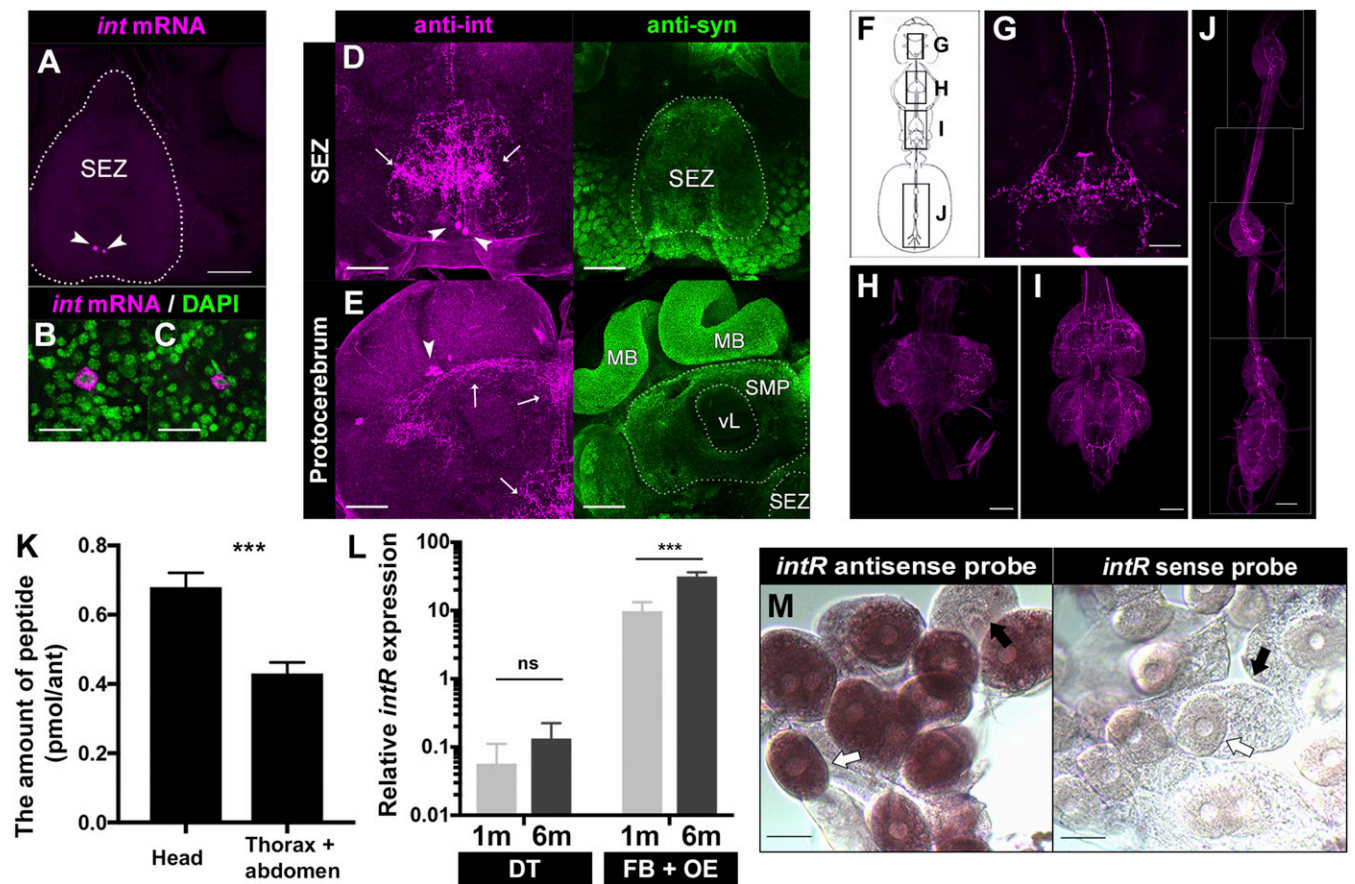 int mRNA
A
SEZ
int mRNA / DAPI
B
C
anti-int
anti-syn
SEZ
D
SEZ
Protocerebrum
E
MB
MB
SMP
vL
SEZ
F
G
H
I
J
G
H
I
J
K
The amount of peptide
(pmol/ant)
0.8
0.6
0.4
0.2
0.0
***
Head
Thorax +
abdomen
L
Relative intR expression
100
10
1
0.1
0.01
ns
***
1m
6m
1m
6m
DT
FB + OE
intR antisense probe
intR sense probe
M